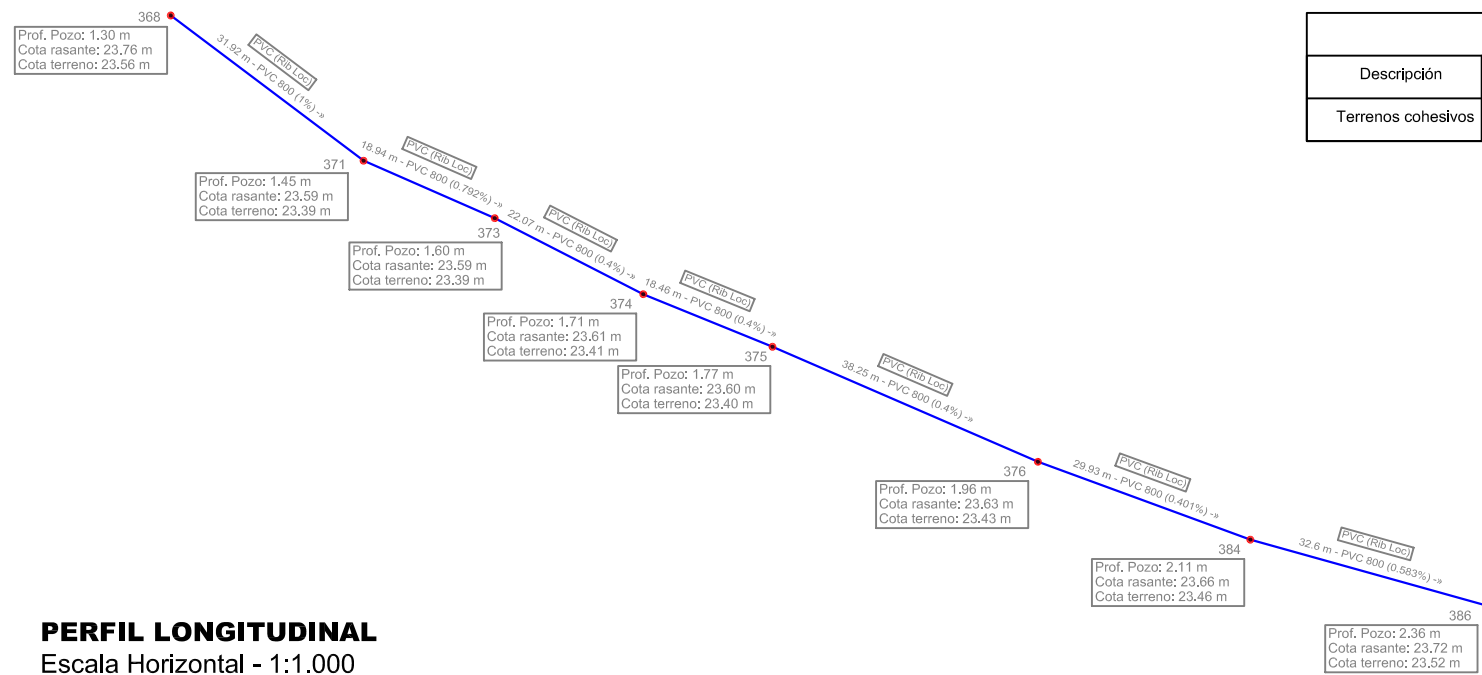 368
Prof. Pozo: 1.30 m
Cota rasante: 23.76 m
Cota terreno: 23.56 m
PVC (Rib Loc)
31.92 m - PVC 800 (1%) -»
371
Prof. Pozo: 1.45 m
Cota rasante: 23.59 m
Cota terreno: 23.39 m
PVC (Rib Loc)
18.94 m - PVC 800 (0.792%) -»
373
Prof. Pozo: 1.60 m
Cota rasante: 23.59 m
Cota terreno: 23.39 m
PVC (Rib Loc)
22.07 m - PVC 800 (0.4%) -»
374
Prof. Pozo: 1.71 m
Cota rasante: 23.61 m
Cota terreno: 23.41 m
PVC (Rib Loc)
18.46 m - PVC 800 (0.4%) -»
375
Prof. Pozo: 1.77 m
Cota rasante: 23.60 m
Cota terreno: 23.40 m
PVC (Rib Loc)
38.25 m - PVC 800 (0.4%) -»
376
Prof. Pozo: 1.96 m
Cota rasante: 23.63 m
Cota terreno: 23.43 m
PVC (Rib Loc)
29.93 m - PVC 800 (0.401%) -»
384
Prof. Pozo: 2.11 m
Cota rasante: 23.66 m
Cota terreno: 23.46 m
PVC (Rib Loc)
32.6 m - PVC 800 (0.583%) -»
386
Prof. Pozo: 2.36 m
Cota rasante: 23.72 m
Cota terreno: 23.52 m
Descripción
Terrenos cohesivos
PERFIL LONGITUDINAL
Escala Horizontal - 1:1.000